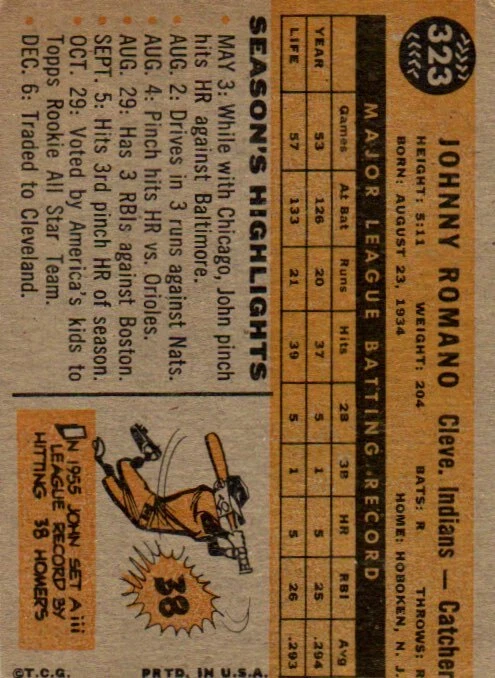 323
JOHNNY ROMANO Cleve. Indians — Catcher
HEIGHT: 5:11 WEIGHT: 204 BATS: R THROWS: R
BORN: AUGUST 23, 1934 HOME: HOBOKEN, N. J.
MAJOR LEAGUE BATTING RECORD
Games At Bat Runs Hits 2B 3B HR RBI Avg
YEAR 53 126 20 37 5 1 5 25 .294
LIFE 57 133 21 39 5 1 5 26 .293
SEASON'S HIGHLIGHTS
MAY 3: While with Chicago, John pinch
hits HR against Baltimore.
AUG. 2: Drives in 3 runs against Nats.
AUG. 4: Pinch hits HR vs. Orioles.
AUG. 29: Has 3 RBIs against Boston.
SEPT. 5: Hits 3rd pinch HR of season.
OCT. 29: Voted by America's kids to
Topps Rookie All Star Team.
DEC. 6: Traded to Cleveland.
38
IN 1955 JOHN SET A iii
LEAGUE RECORD BY
HITTING 38 HOMERS
©T.C.G. PRTD. IN U.S.A.